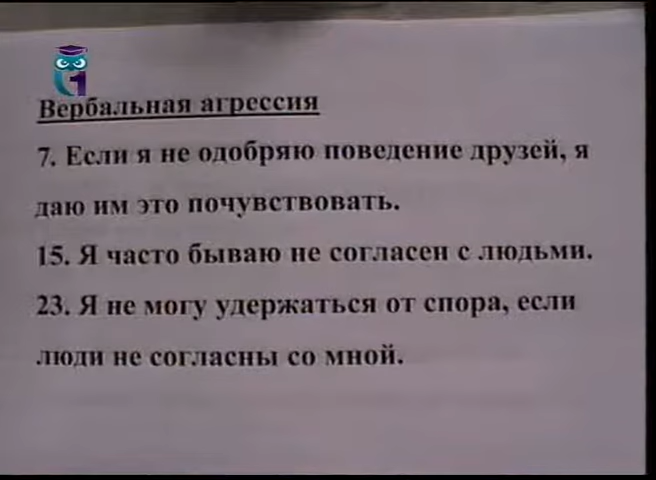 1
Вербальная агрессия
7. Если я не одобряю поведение друзей, я
даю им это почувствовать.
15. Я часто бываю не согласен с людьми.
23. Я не могу удержаться от спора, если
люди не согласны со мной.